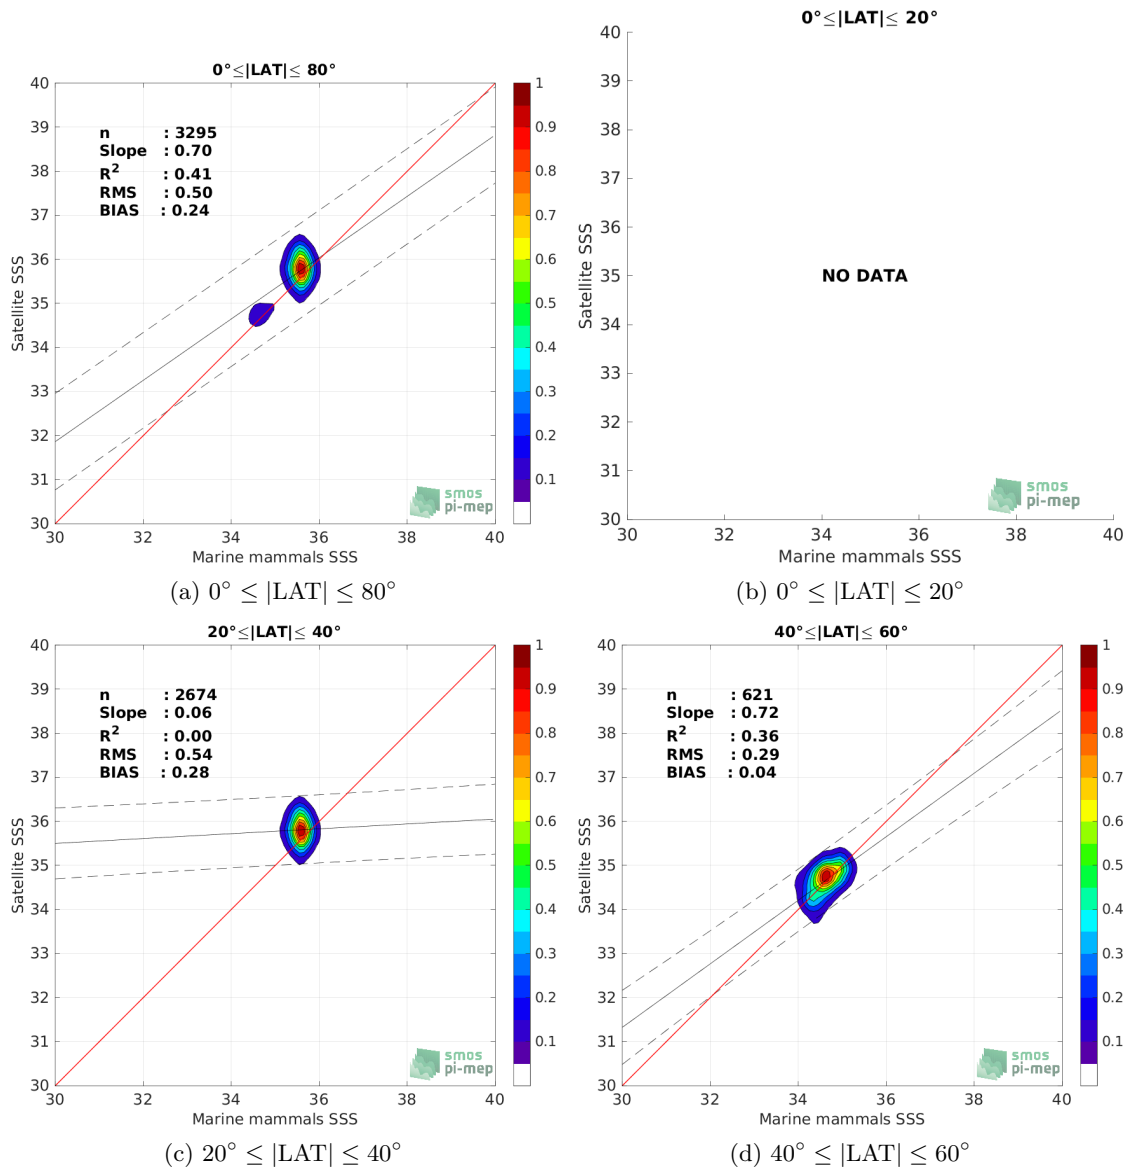 0°≤|LAT|≤ 80°
40
39
38
37
36
35
34
33
32
31
30
Satellite SSS
n : 3295
Slope : 0.70
R² : 0.41
RMS : 0.50
BIAS : 0.24
30 32 34 36 38 40
Marine mammals SSS
1
0.9
0.8
0.7
0.6
0.5
0.4
0.3
0.2
0.1
smos
pi-mep
(a) 0° ≤ |LAT| ≤ 80°
0°≤|LAT|≤ 20°
40
39
38
37
36
35
34
33
32
31
30
Satellite SSS
NO DATA
30 32 34 36 38 40
Marine mammals SSS
smos
pi-mep
(b) 0° ≤ |LAT| ≤ 20°
20°≤|LAT|≤ 40°
40
39
38
37
36
35
34
33
32
31
30
Satellite SSS
n : 2674
Slope : 0.06
R² : 0.00
RMS : 0.54
BIAS : 0.28
30 32 34 36 38 40
Marine mammals SSS
1
0.9
0.8
0.7
0.6
0.5
0.4
0.3
0.2
0.1
smos
pi-mep
(c) 20° ≤ |LAT| ≤ 40°
40°≤|LAT|≤ 60°
40
39
38
37
36
35
34
33
32
31
30
Satellite SSS
n : 621
Slope : 0.72
R² : 0.36
RMS : 0.29
BIAS : 0.04
30 32 34 36 38 40
Marine mammals SSS
1
0.9
0.8
0.7
0.6
0.5
0.4
0.3
0.2
0.1
smos
pi-mep
(d) 40° ≤ |LAT| ≤ 60°